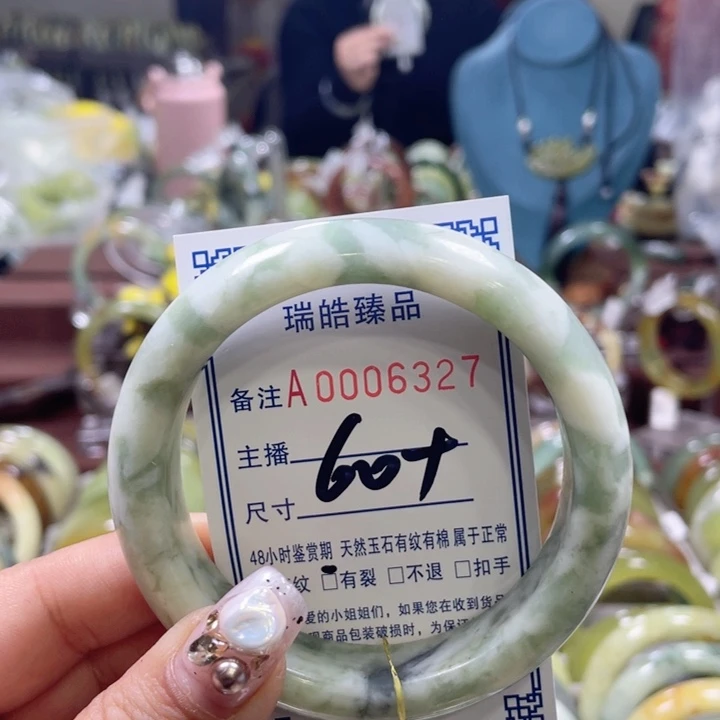 瑞皓臻品
备注A0006327
主播
60+
尺寸
48小时鉴赏期 天然玉石有纹有棉 属于正常
纹 □有裂 □不退 □扣手
爱的小姐姐们，如果您在收到货品
商品包装破损时，为保证